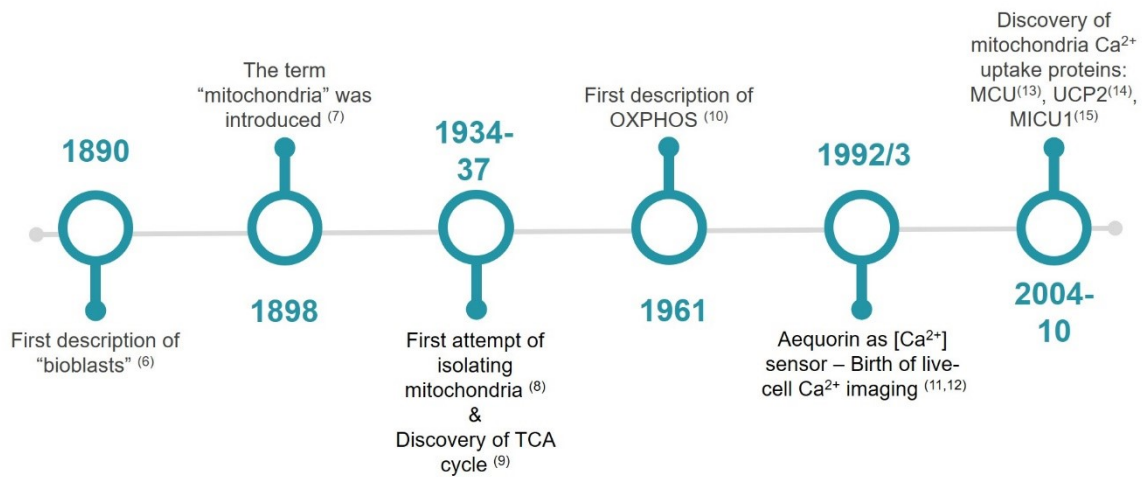 1890
First description of
“bioblasts” (6)
The term
“mitochondria” was
introduced (7)
1898
1934-
37
First attempt of
isolating
mitochondria (8)
&
Discovery of TCA
cycle (9)
First description of
OXPHOS (10)
1961
1992/3
Aequorin as [Ca²⁺]
sensor – Birth of live-
cell Ca²⁺ imaging (11,12)
Discovery of
mitochondria Ca²⁺
uptake proteins:
MCU(13), UCP2(14),
MICU1(15)
2004-
10